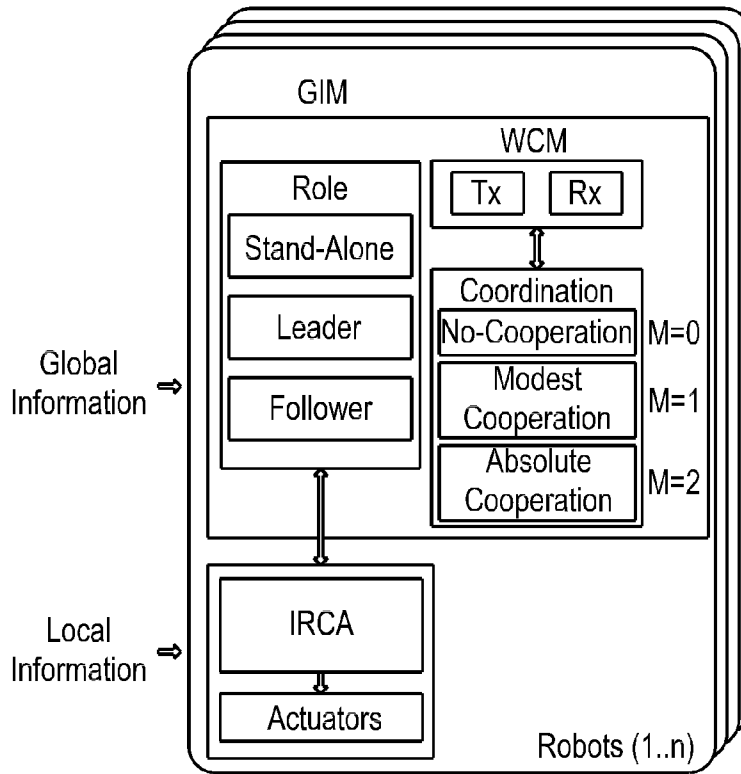 GIM
WCM
Tx
Rx
Role
Stand-Alone
Leader
Follower
Coordination
No-Cooperation
M=0
Modest
Cooperation
M=1
Absolute
Cooperation
M=2
Global
Information
IRCA
Actuators
Local
Information
Robots (1..n)